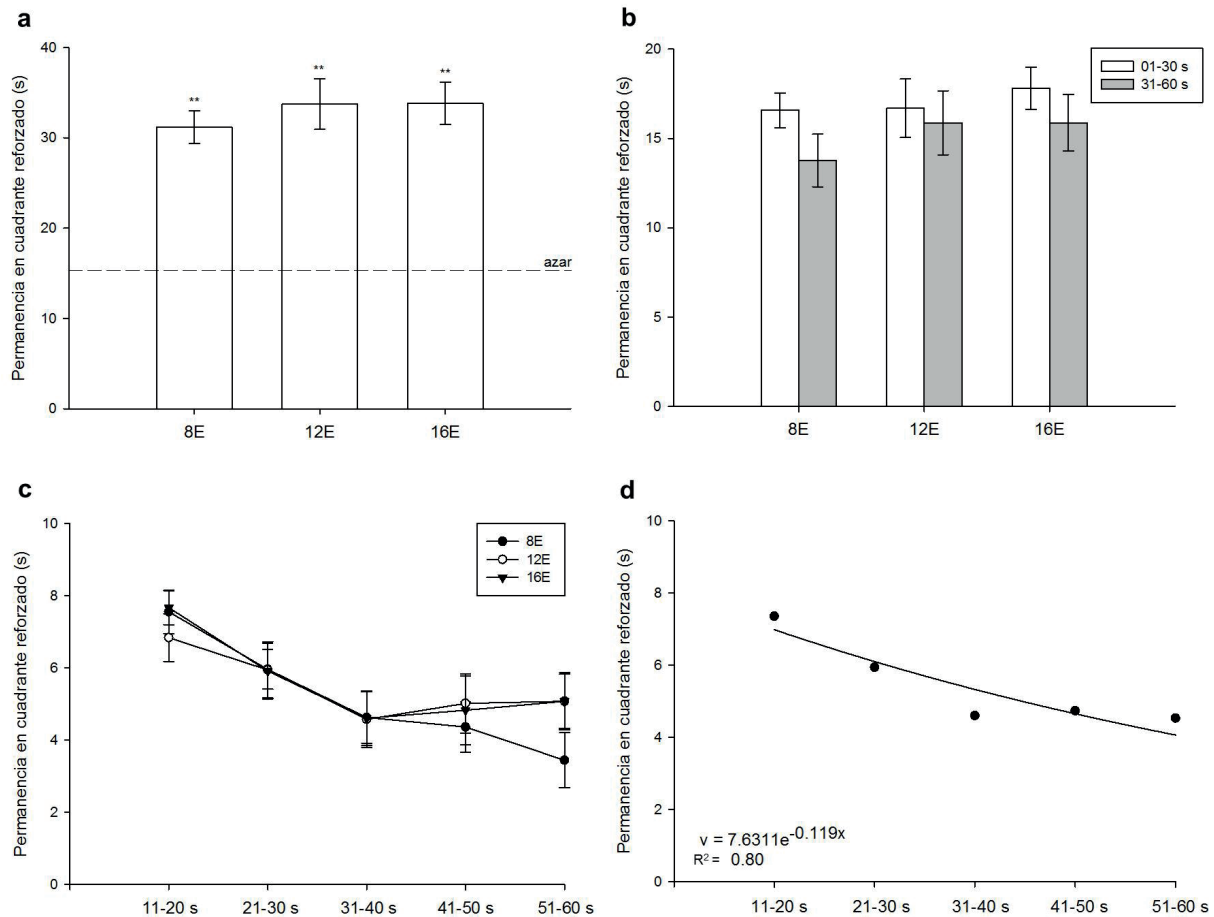 a
Permanencia en cuadrante reforzado (s)
40
30
20
10
0
**
**
**
azar
8E
12E
16E
b
Permanencia en cuadrante reforzado (s)
20
15
10
5
0
01-30 s
31-60 s
8E
12E
16E
c
Permanencia en cuadrante reforzado (s)
10
8
6
4
2
0
8E
12E
16E
11-20 s
21-30 s
31-40 s
41-50 s
51-60 s
d
Permanencia en cuadrante reforzado (s)
10
8
6
4
2
0
v = 7.6311e^-0.119x
R² = 0.80
11-20 s
21-30 s
31-40 s
41-50 s
51-60 s